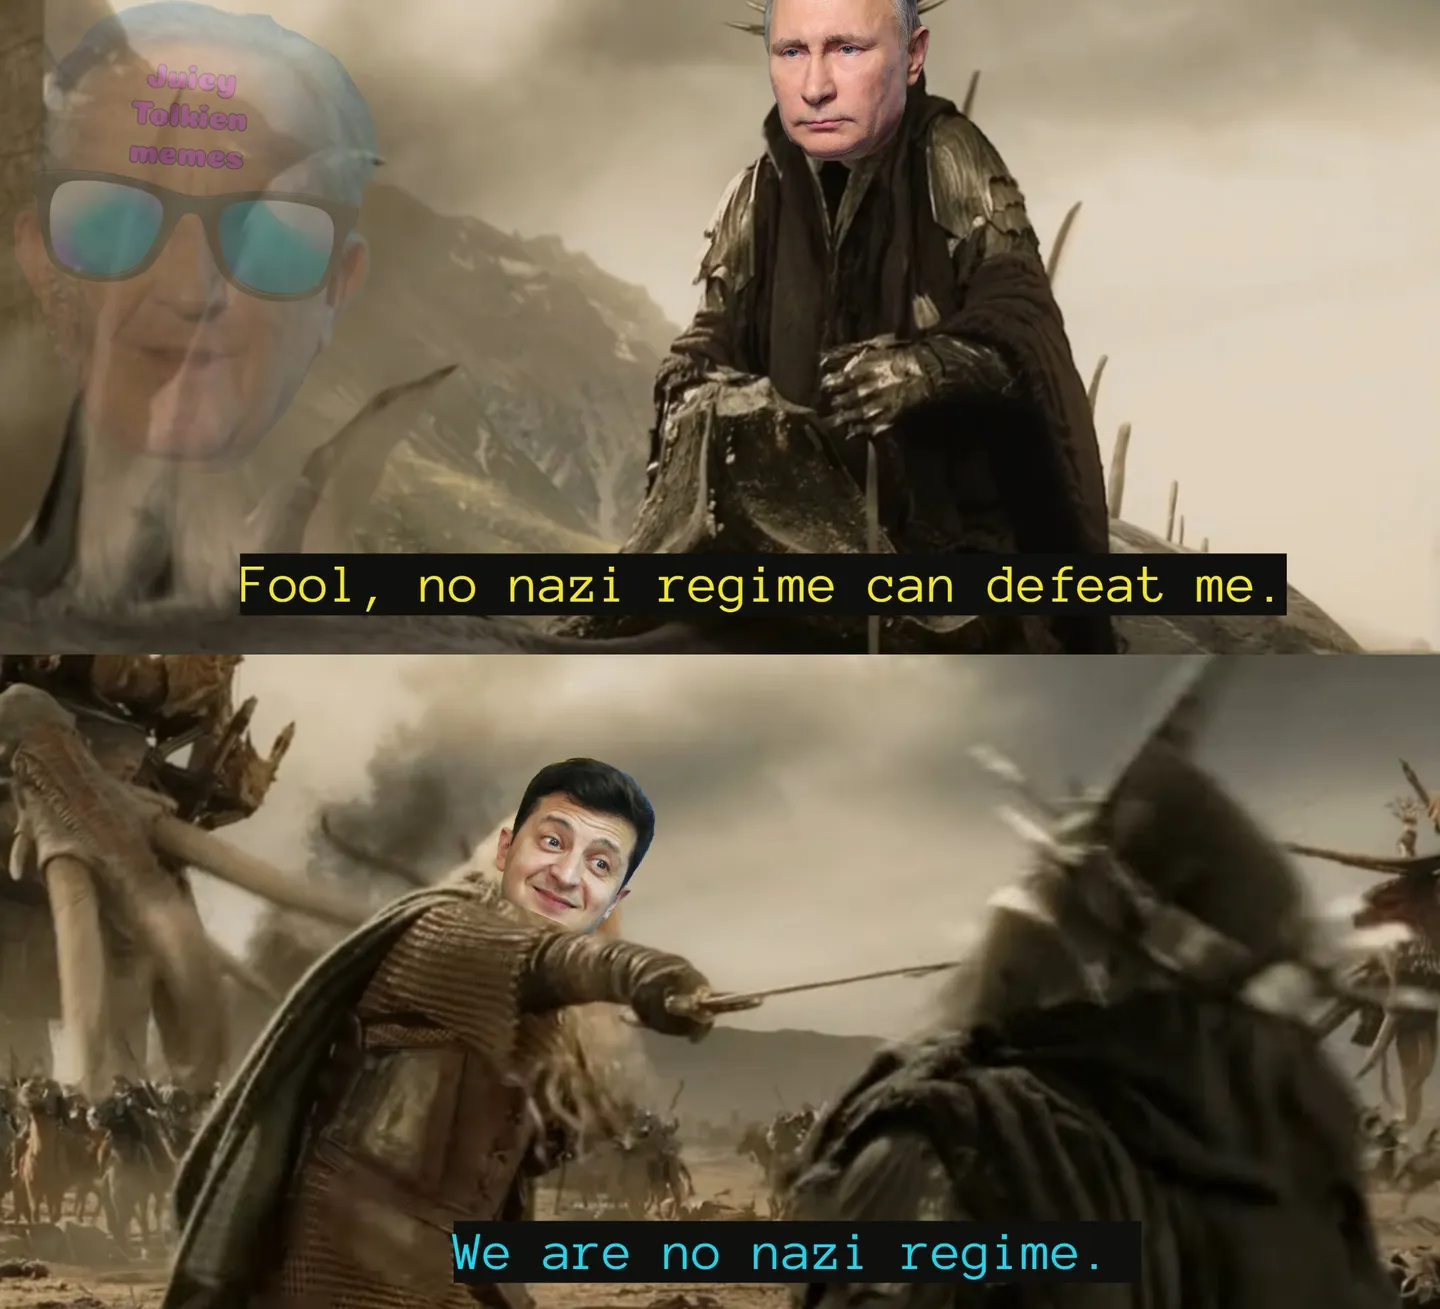 Juicy
Tolkien
memes
Fool, no nazi regime can defeat me.
We are no nazi regime.